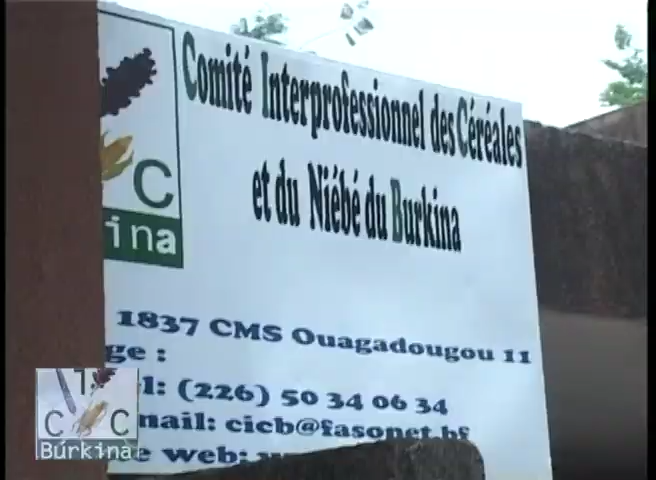 Comité Interprofessionnel des Céréales
et du Niébé du Burkina
C
ina
1837 CMS Ouagadougou 11
ge :
l: (226) 50 34 06 34
mail: cicb@fasonet.bf
e web:
C I C
Burkina